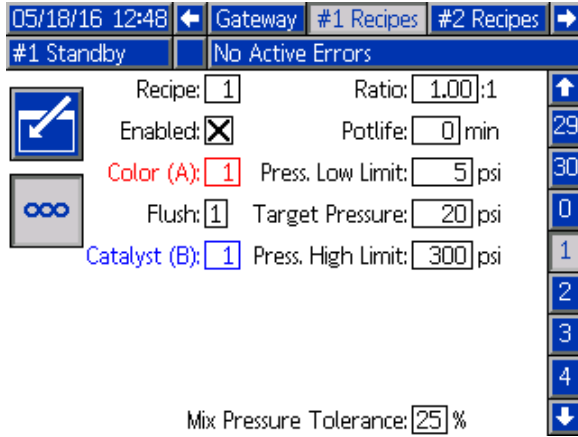 05/18/16 12:48 Gateway #1 Recipes #2 Recipes
#1 Standby No Active Errors
Recipe: 1 Ratio: 1.00 :1
Enabled: Potlife: 0 min 29
Color (A): 1 Press. Low Limit: 5 psi 30
Flush: 1 Target Pressure: 20 psi 0
Catalyst (B): 1 Press. High Limit: 300 psi 1
2
3
4
Mix Pressure Tolerance: 25 %